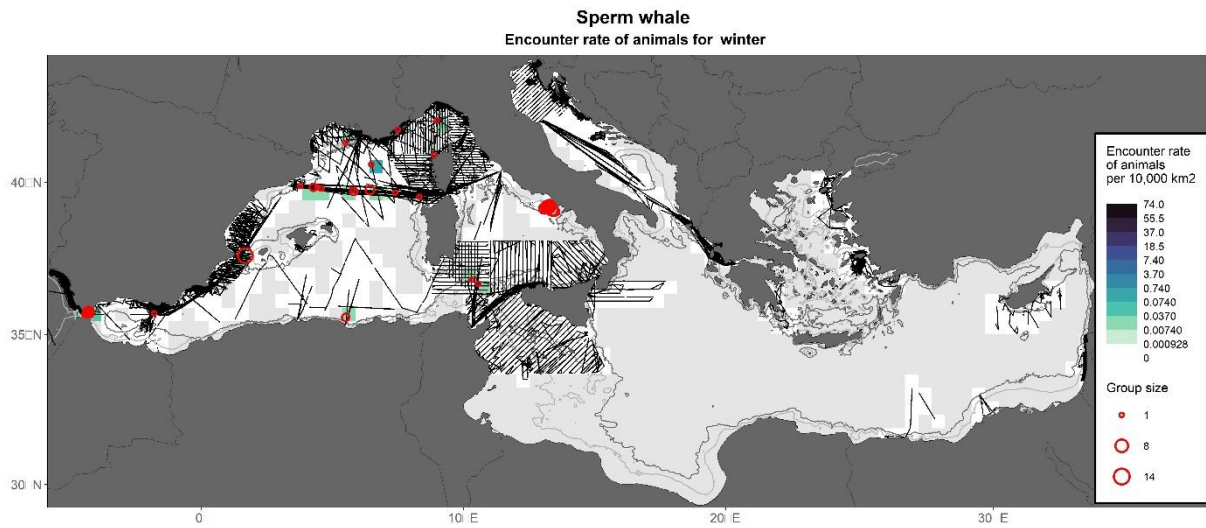 Sperm whale
Encounter rate of animals for winter
40□N
35□N
30□N
0
10□E
20□E
30□E
Encounter rate
of animals
per 10,000 km2
74.0
55.5
37.0
18.5
7.40
3.70
0.740
0.0740
0.0370
0.00740
0.000928
0
Group size
1
8
14